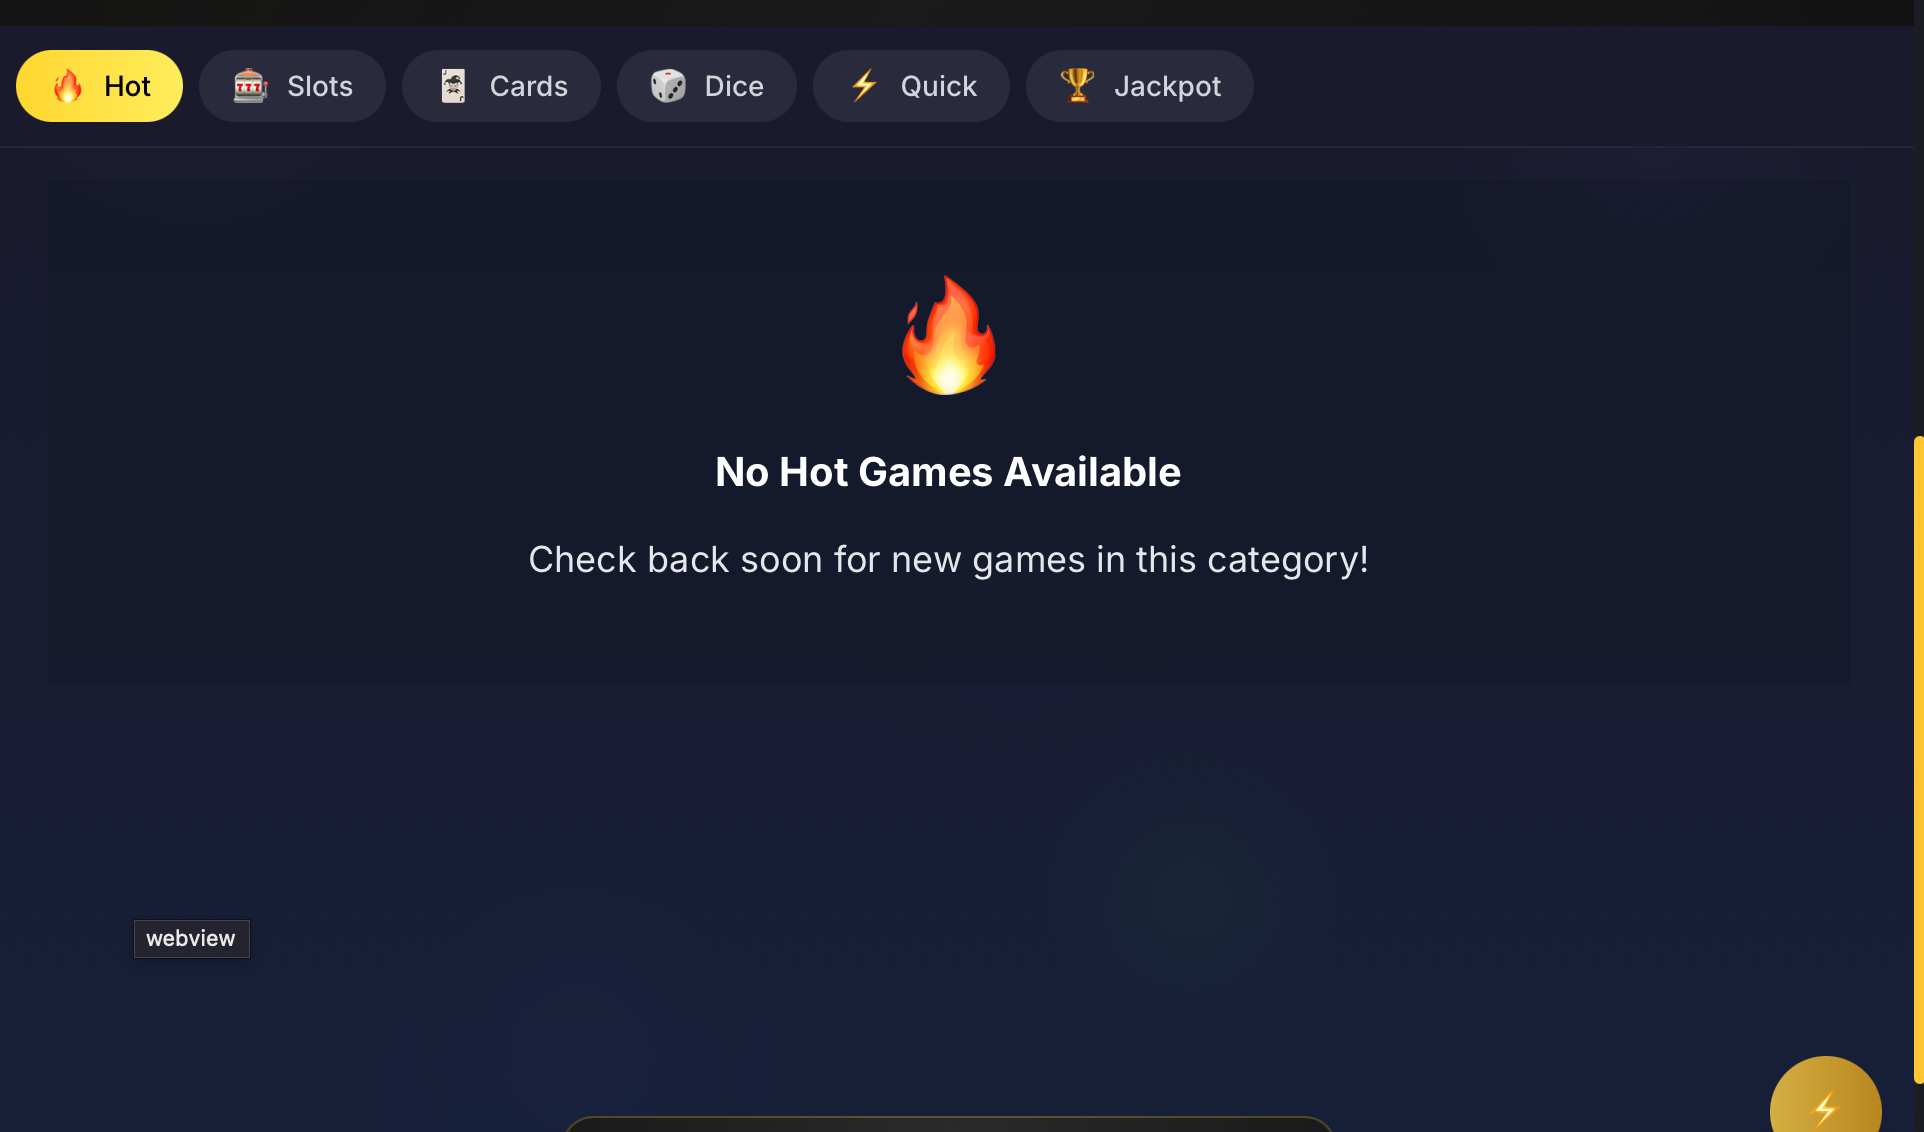 Hot
Slots
Cards
Dice
Quick
Jackpot
No Hot Games Available
Check back soon for new games in this category!
webview